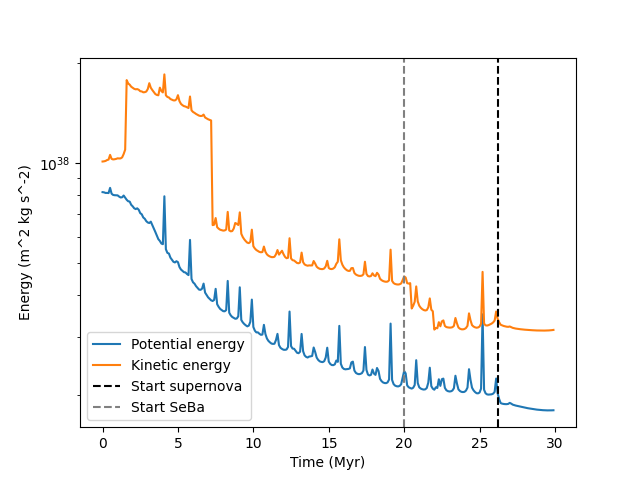 10^38
Energy (m^2 kg s^-2)
Potential energy
Kinetic energy
Start supernova
Start SeBa
0 5 10 15 20 25 30
Time (Myr)